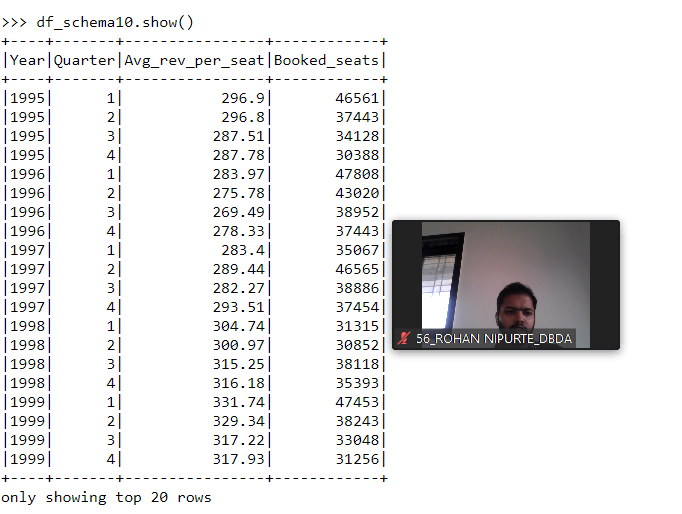 >>> df_schema10.show()
+----+-------+----------------+------------+
|Year|Quarter|Avg_rev_per_seat|Booked_seats|
+----+-------+----------------+------------+
|1995|      1|           296.9|       46561|
|1995|      2|           296.8|       37443|
|1995|      3|          287.51|       34128|
|1995|      4|          287.78|       30388|
|1996|      1|          283.97|       47808|
|1996|      2|          275.78|       43020|
|1996|      3|          269.49|       38952|
|1996|      4|          278.33|       37443|
|1997|      1|           283.4|       35067|
|1997|      2|          289.44|       46565|
|1997|      3|          282.27|       38886|
|1997|      4|          293.51|       37454|
|1998|      1|          304.74|       31315|
|1998|      2|          300.97|       30852|
|1998|      3|          315.25|       38118|
|1998|      4|          316.18|       35393|
|1999|      1|          331.74|       47453|
|1999|      2|          329.34|       38243|
|1999|      3|          317.22|       33048|
|1999|      4|          317.93|       31256|
+----+-------+----------------+------------+
only showing top 20 rows
56_ROHAN NIPURTE_DBDA